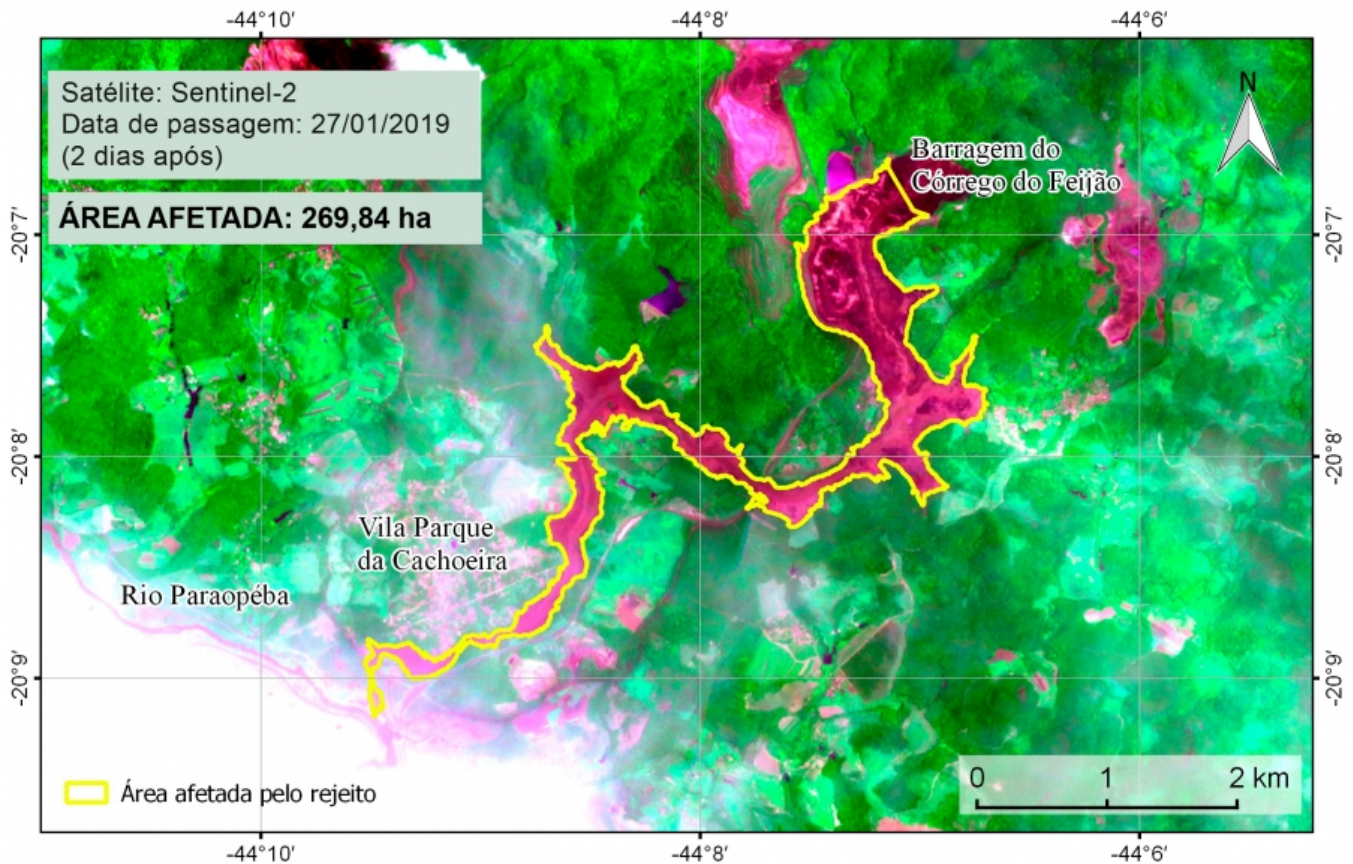 -44°10'
-44°8'
-44°6'
Satélite: Sentinel-2
Data de passagem: 27/01/2019
(2 dias após)
ÁREA AFETADA: 269,84 ha
N
Barragem do
Córrego do Feijão
-20°7'
-20°7'
-20°8'
-20°8'
Vila Parque
da Cachoeira
Rio Paraopéba
-20°9'
-20°9'
Área afetada pelo rejeito
0 1 2 km
-44°10'
-44°8'
-44°6'